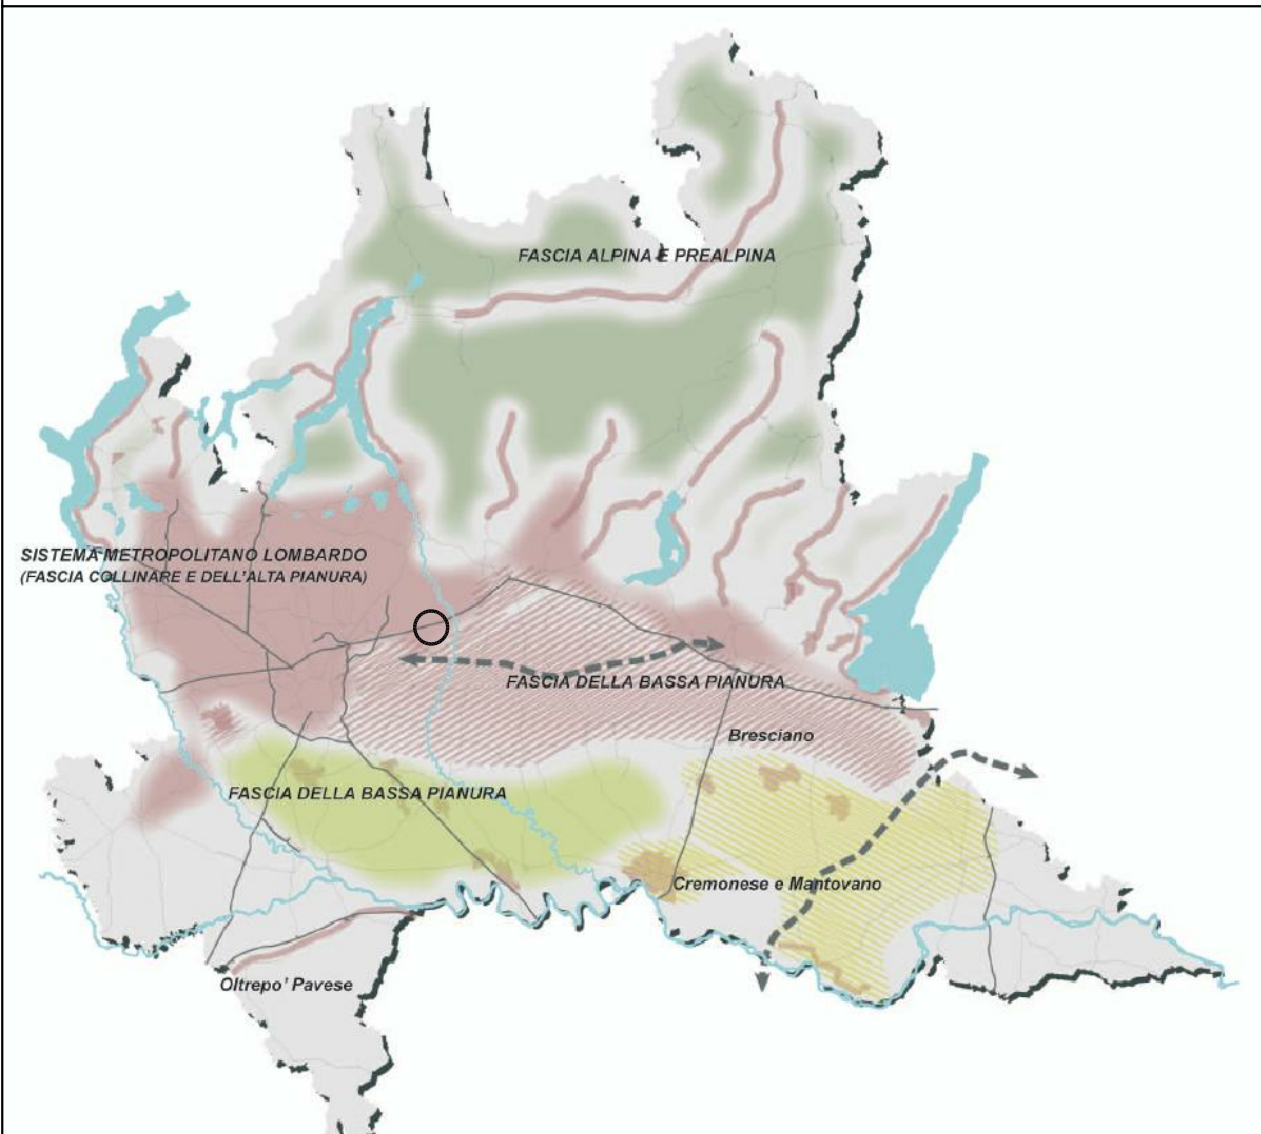 FASCIA ALPINA E PREALPINA
SISTEMA METROPOLITANO LOMBARDO
(FASCIA COLLINARE E DELL'ALTA PIANURA)
FASCIA DELLA BASSA PIANURA
Bresciano
FASCIA DELLA BASSA PIANURA
Cremonese e Mantovano
Oltrepo' Pavese